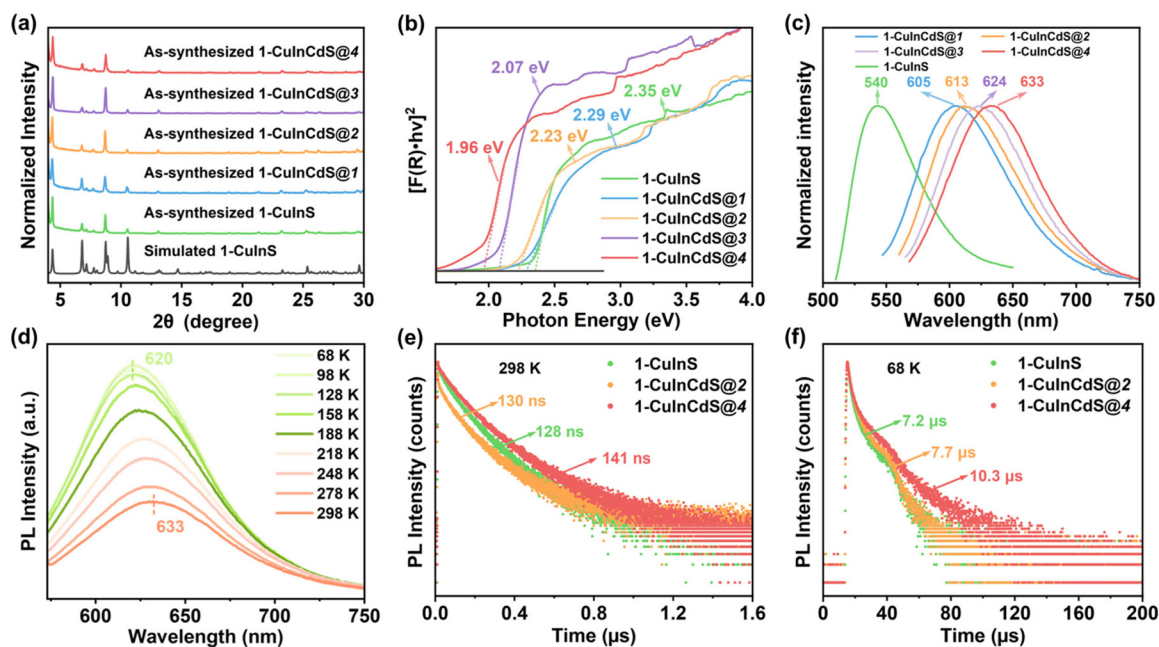 (a)
Normalized Intensity
As-synthesized 1-CuInCdS@4
As-synthesized 1-CuInCdS@3
As-synthesized 1-CuInCdS@2
As-synthesized 1-CuInCdS@1
As-synthesized 1-CuInS
Simulated 1-CuInS
5 10 15 20 25 30
2θ (degree)
(b)
[F(R)•hν]²
2.07 eV
2.35 eV
2.29 eV
2.23 eV
1.96 eV
1-CuInS
1-CuInCdS@1
1-CuInCdS@2
1-CuInCdS@3
1-CuInCdS@4
2.0 2.5 3.0 3.5 4.0
Photon Energy (eV)
(c)
Normalized Intensity
1-CuInCdS@1 1-CuInCdS@2
1-CuInCdS@3 1-CuInCdS@4
1-CuInS
540 605 613 624 633
500 550 600 650 700 750
Wavelength (nm)
(d)
PL Intensity (a.u.)
620
68 K
98 K
128 K
158 K
188 K
218 K
248 K
278 K
298 K
633
600 650 700 750
Wavelength (nm)
(e)
PL Intensity (counts)
298 K
1-CuInS
1-CuInCdS@2
1-CuInCdS@4
130 ns
128 ns
141 ns
0.0 0.4 0.8 1.2 1.6
Time (μs)
(f)
PL Intensity (counts)
68 K
1-CuInS
1-CuInCdS@2
1-CuInCdS@4
7.2 μs
7.7 μs
10.3 μs
0 40 80 120 160 200
Time (μs)